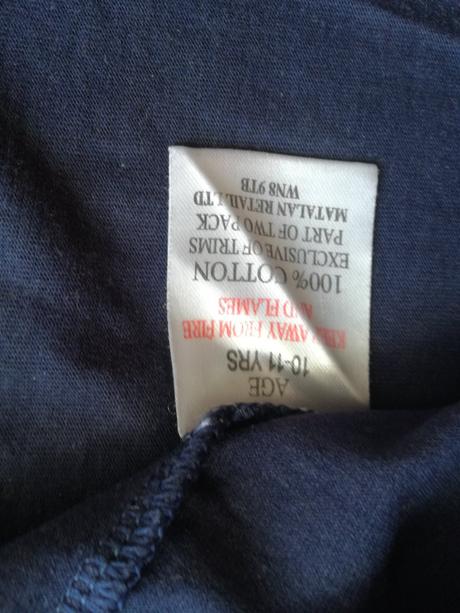 AGE
10-11 YRS
KEEP AWAY FROM FIRE
AND FLAMES
100% COTTON
EXCLUSIVE OF TRIMS
PART OF TWO PACK
MATALAN RETAIL LTD
WN8 9TB